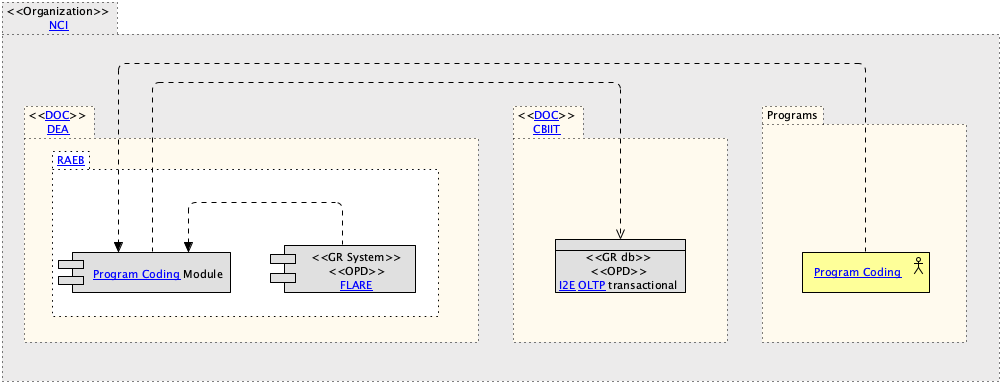 <<Organization>>
NCI
<<DOC>>
DEA
<<DOC>>
CBIIT
Programs
RAEB
Program Coding Module
<<GR System>>
<<OPD>>
FLARE
<<GR db>>
<<OPD>>
I2E OLTP transactional
Program Coding